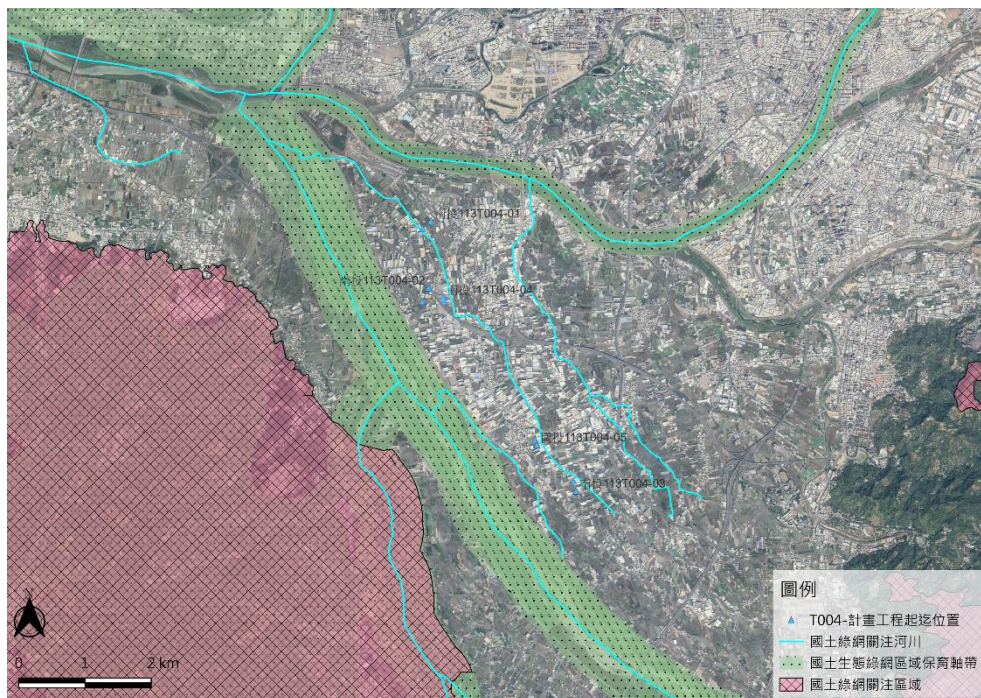 113T004-01
113T004-02
113T004-04
113T004-05
113T004-03
0 1 2 km
圖例
T004-計畫工程起迄位置
國土綠網關注河川
國土生態綠網區域保育軸帶
國土綠網關注區域